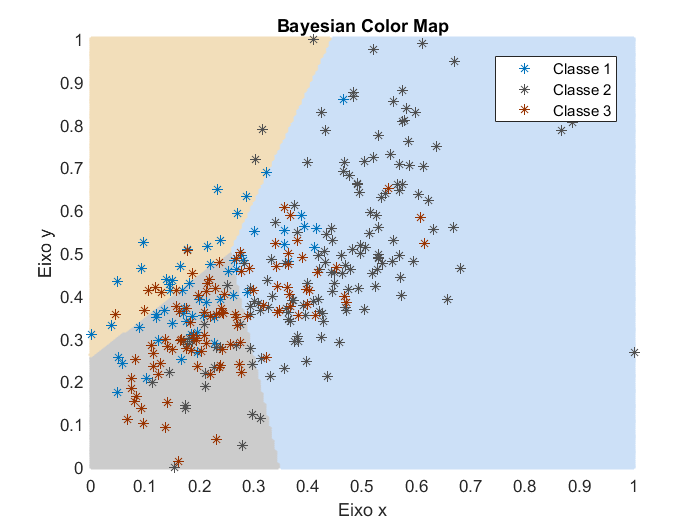 Bayesian Color Map
Classe 1
Classe 2
Classe 3
1
0.9
0.8
0.7
0.6
0.5
0.4
0.3
0.2
0.1
0
Eixo y
0 0.1 0.2 0.3 0.4 0.5 0.6 0.7 0.8 0.9 1
Eixo x